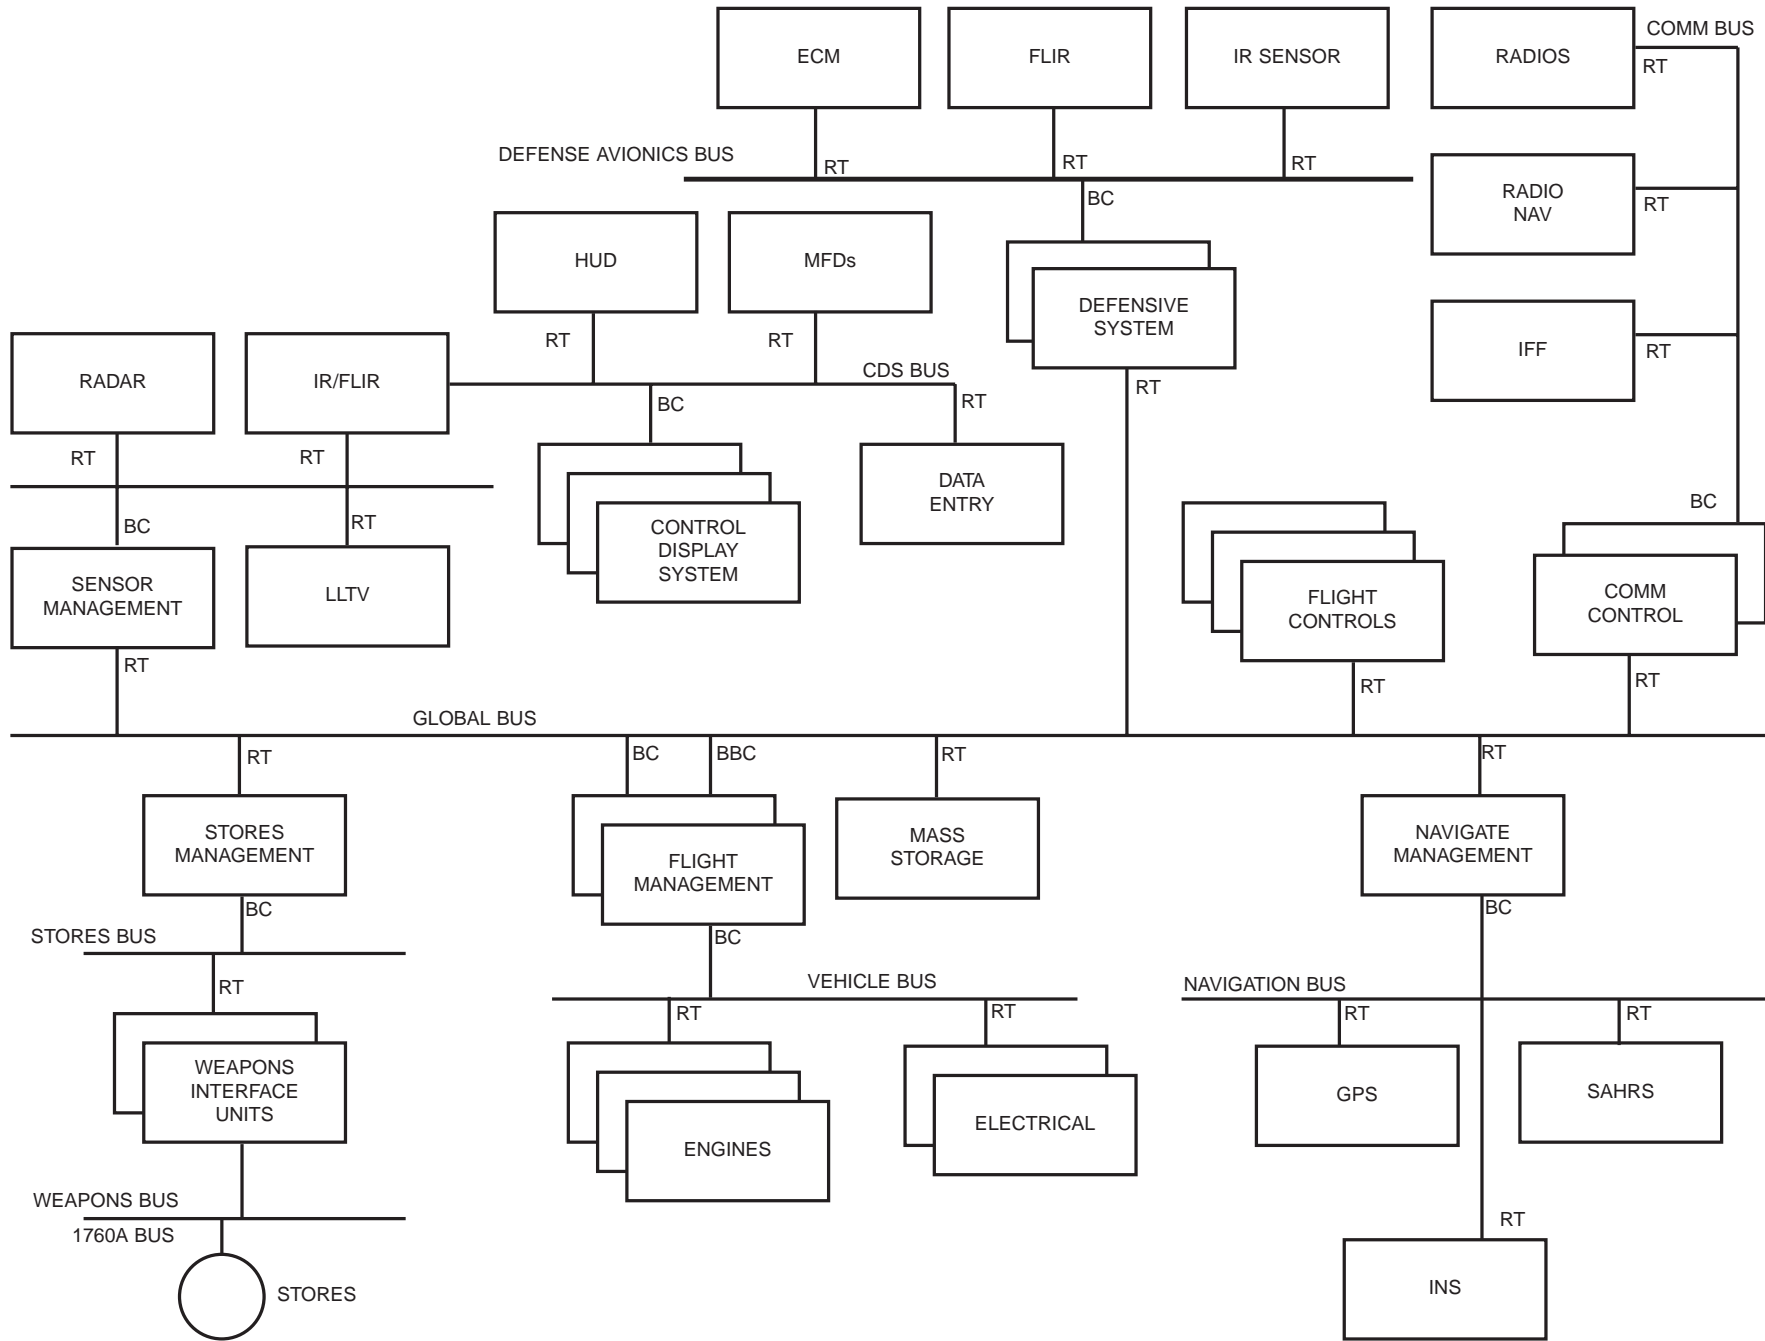 ECM
FLIR
IR SENSOR
RADIOS
COMM BUS
RT
DEFENSE AVIONICS BUS
RT
RT
RT
BC
RADIO
NAV
RT
HUD
MFDs
DEFENSIVE
SYSTEM
RT
RT
IFF
RT
RADAR
IR/FLIR
CDS BUS
BC
RT
RT
RT
RT
DATA
ENTRY
BC
RT
CONTROL
DISPLAY
SYSTEM
BC
SENSOR
MANAGEMENT
LLTV
FLIGHT
CONTROLS
COMM
CONTROL
RT
RT
RT
GLOBAL BUS
RT
BC
BBC
RT
RT
STORES
MANAGEMENT
FLIGHT
MANAGEMENT
MASS
STORAGE
NAVIGATE
MANAGEMENT
BC
BC
BC
STORES BUS
RT
VEHICLE BUS
NAVIGATION BUS
RT
RT
RT
RT
WEAPONS
INTERFACE
UNITS
ENGINES
ELECTRICAL
GPS
SAHRS
WEAPONS BUS
1760A BUS
RT
STORES
INS